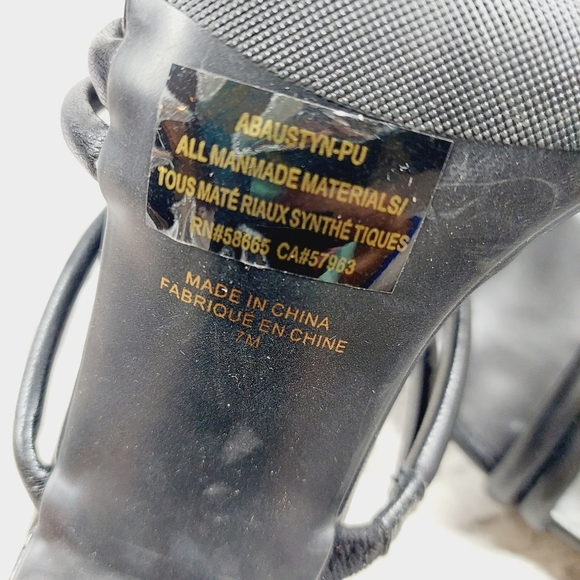 ABAUSTYN-PU
ALL MANMADE MATERIALS/
TOUS MATÉ RIAUX SYNTHÉ TIQUES
RN#58665 CA#57963
MADE IN CHINA
FABRIQUE EN CHINE
7M